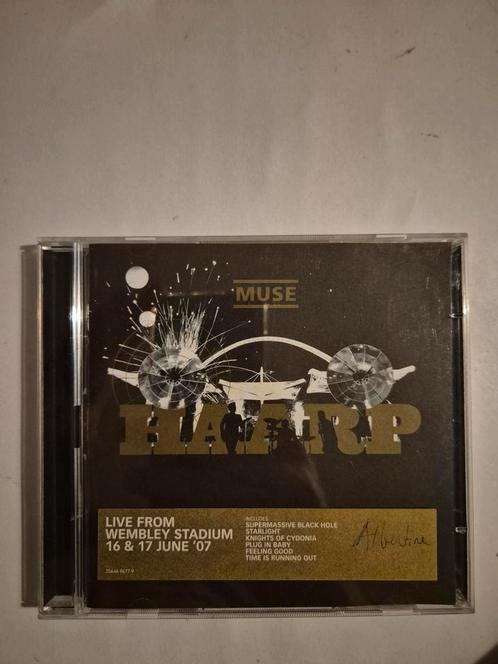 MUSE
HAARP
LIVE FROM
WEMBLEY STADIUM
16 & 17 JUNE '07
INCLUDES
SUPERMASSIVE BLACK HOLE
STARLIGHT
KNIGHTS OF CYDONIA
PLUG IN BABY
FEELING GOOD
TIME IS RUNNING OUT
Albertine